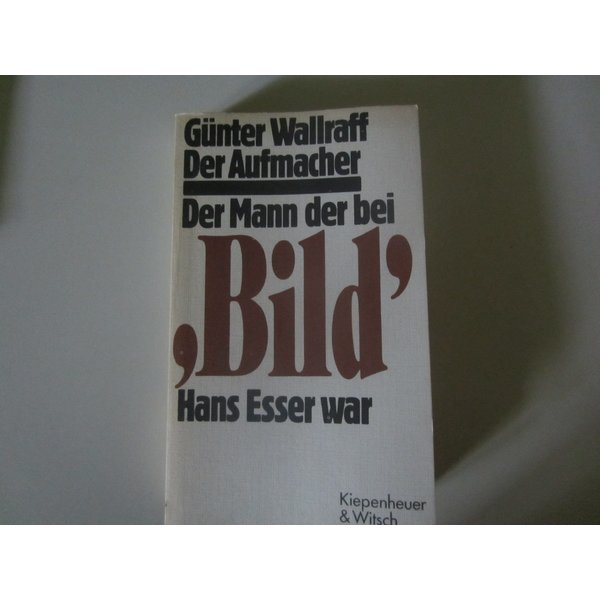 Günter Wallraff
Der Aufmacher
Der Mann der bei
‚Bild’
Hans Esser war
Kiepenheuer
& Witsch